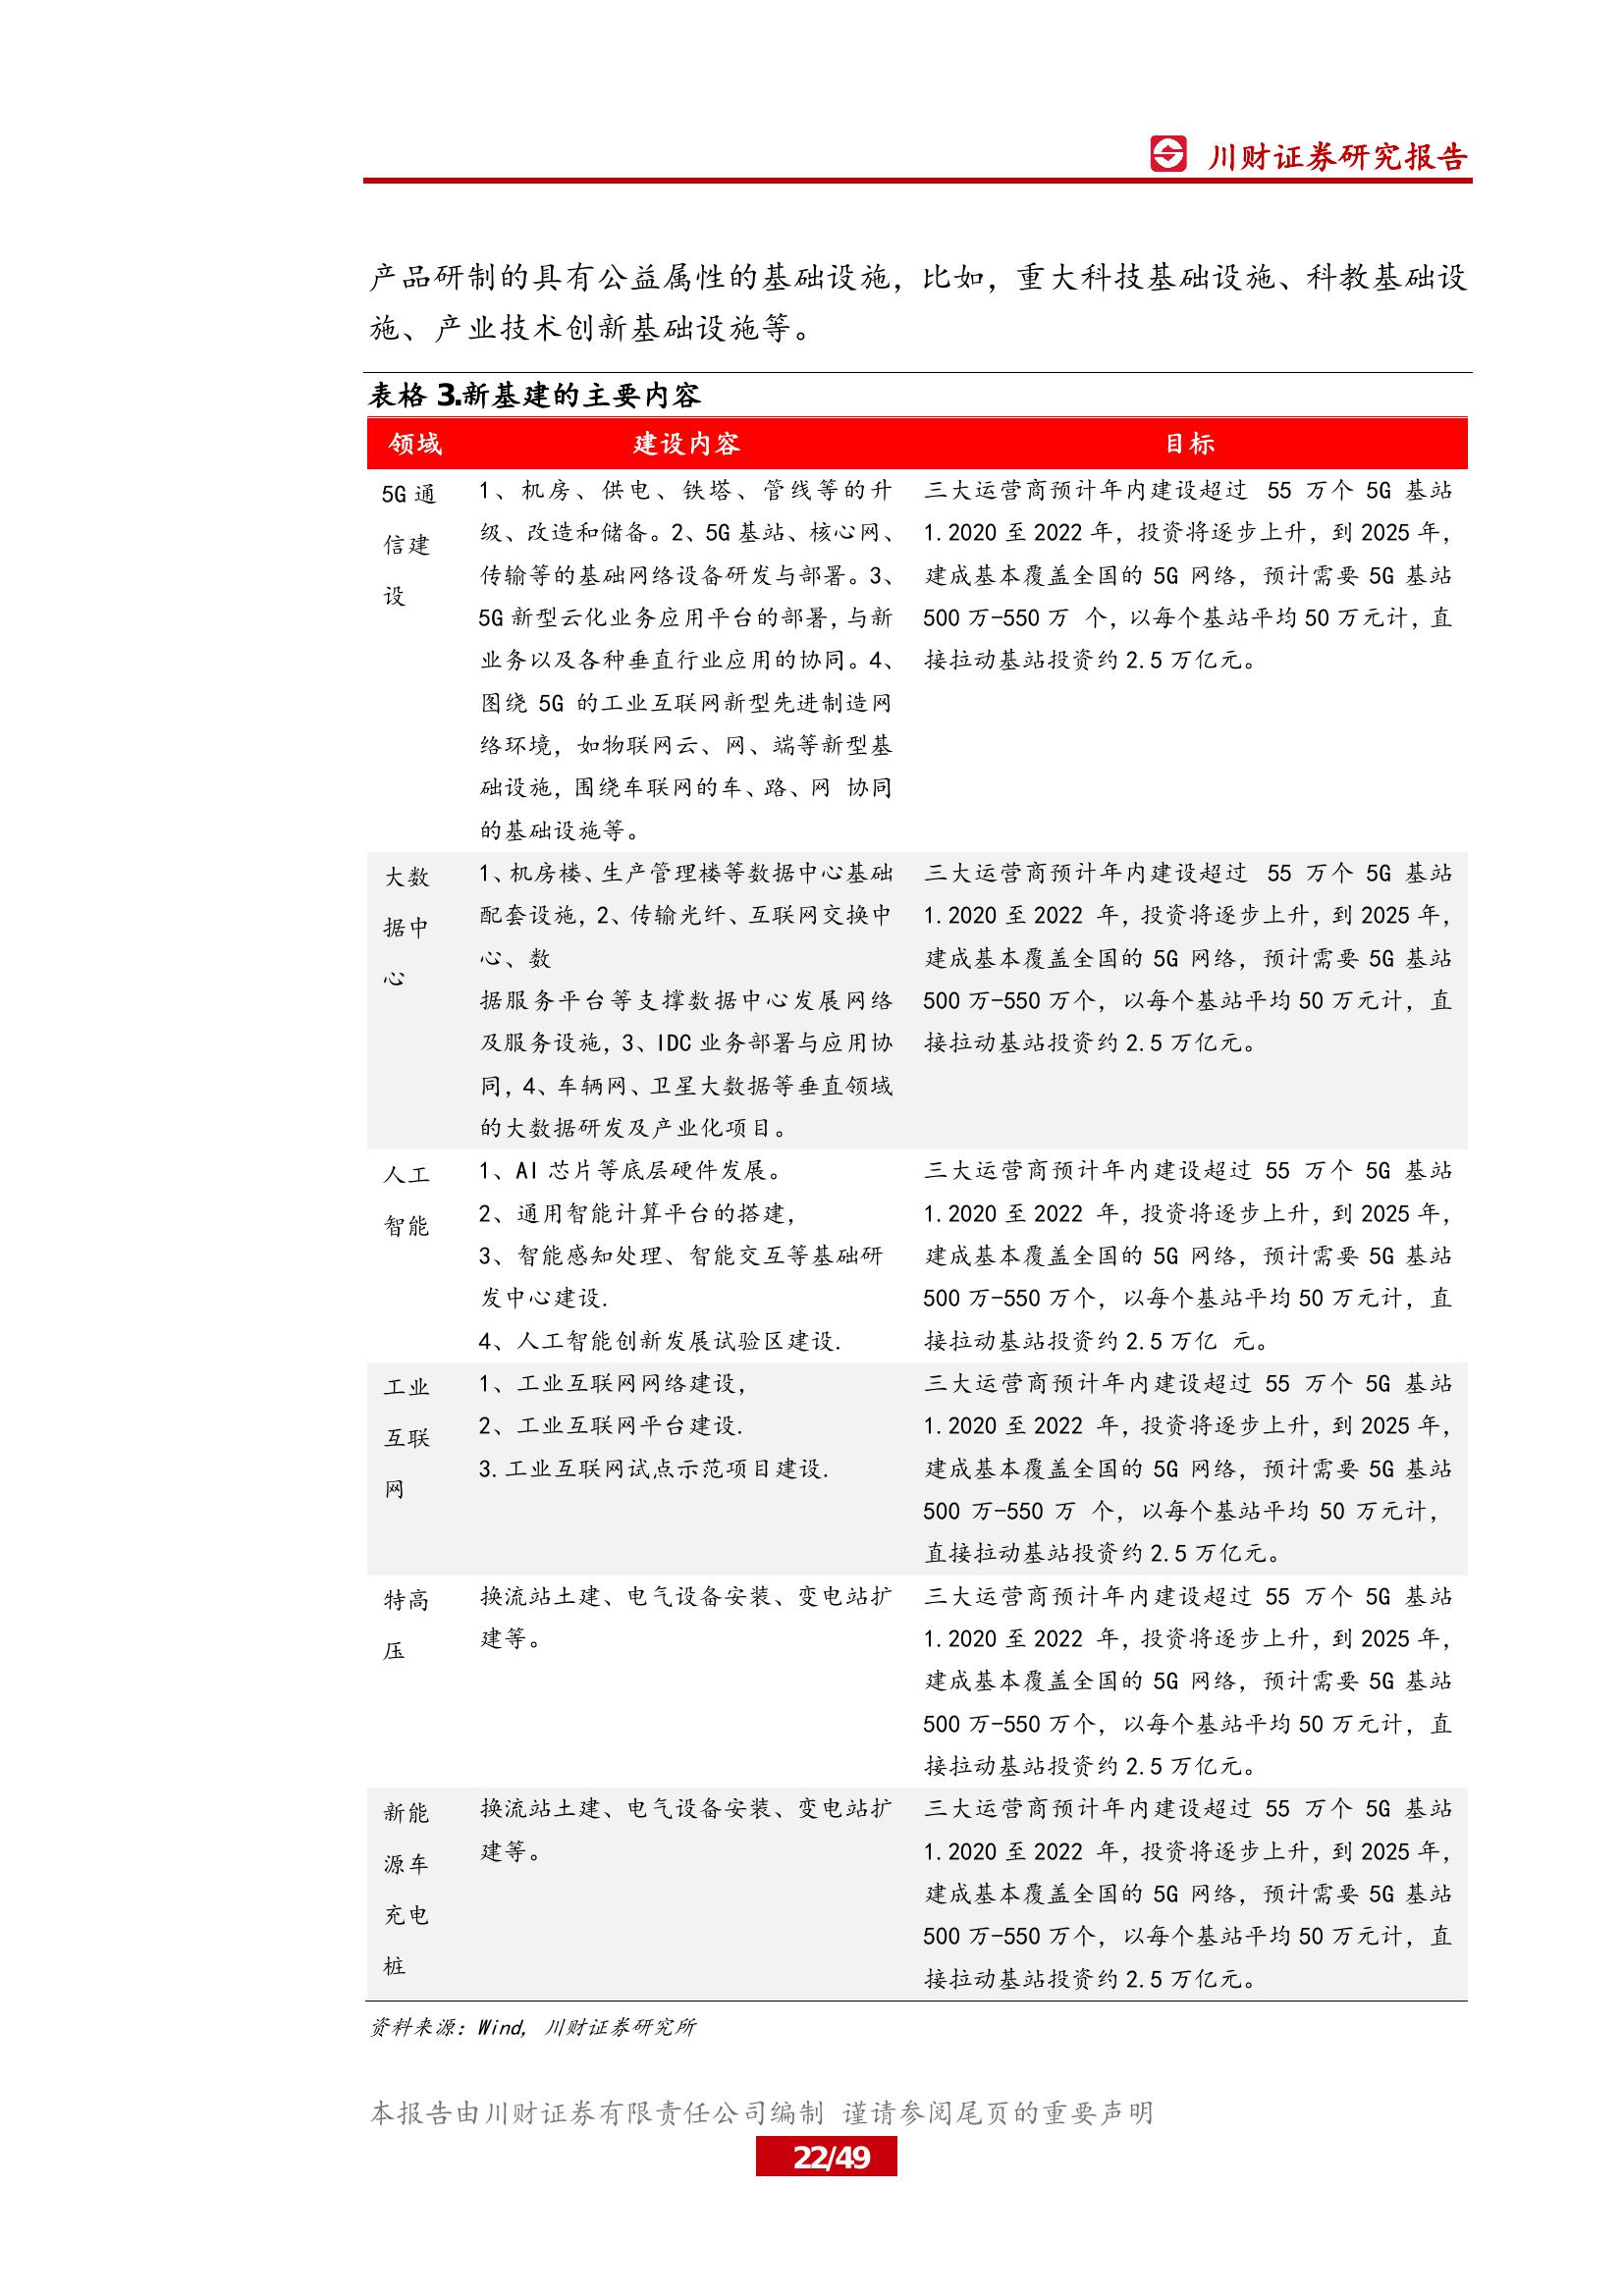 川财证券研究报告
产品研制的具有公益属性的基础设施，比如，重大科技基础设施、科教基础设
施、产业技术创新基础设施等。
表格 3.新基建的主要内容
领域 建设内容 目标
5G 通
信建
设
1、机房、供电、铁塔、管线等的升
级、改造和储备。2、5G 基站、核心网、
传输等的基础网络设备研发与部署。3、
5G 新型云化业务应用平台的部署，与新
业务以及各种垂直行业应用的协同。4、
图绕 5G 的工业互联网新型先进制造网
络环境，如物联网云、网、端等新型基
础设施，围绕车联网的车、路、网 协同
的基础设施等。
三大运营商预计年内建设超过 55 万个 5G 基站
1.2020 至 2022 年，投资将逐步上升，到 2025 年，
建成基本覆盖全国的 5G 网络，预计需要 5G 基站
500 万-550 万 个，以每个基站平均 50 万元计，直
接拉动基站投资约 2.5 万亿元。
大数
据中
心
1、机房楼、生产管理楼等数据中心基础
配套设施，2、传输光纤、互联网交换中
心、数
据服务平台等支撑数据中心发展网络
及服务设施，3、IDC 业务部署与应用协
同，4、车辆网、卫星大数据等垂直领域
的大数据研发及产业化项目。
三大运营商预计年内建设超过 55 万个 5G 基站
1.2020 至 2022 年，投资将逐步上升，到 2025 年，
建成基本覆盖全国的 5G 网络，预计需要 5G 基站
500 万-550 万个，以每个基站平均 50 万元计，直
接拉动基站投资约 2.5 万亿元。
人工
智能
1、AI 芯片等底层硬件发展。
2、通用智能计算平台的搭建，
3、智能感知处理、智能交互等基础研
发中心建设.
4、人工智能创新发展试验区建设.
三大运营商预计年内建设超过 55 万个 5G 基站
1.2020 至 2022 年，投资将逐步上升，到 2025 年，
建成基本覆盖全国的 5G 网络，预计需要 5G 基站
500 万-550 万个，以每个基站平均 50 万元计，直
接拉动基站投资约 2.5 万亿 元。
工业
互联
网
1、工业互联网网络建设，
2、工业互联网平台建设.
3.工业互联网试点示范项目建设.
三大运营商预计年内建设超过 55 万个 5G 基站
1.2020 至 2022 年，投资将逐步上升，到 2025 年，
建成基本覆盖全国的 5G 网络，预计需要 5G 基站
500 万-550 万 个，以每个基站平均 50 万元计，
直接拉动基站投资约 2.5 万亿元。
特高
压
换流站土建、电气设备安装、变电站扩
建等。
三大运营商预计年内建设超过 55 万个 5G 基站
1.2020 至 2022 年，投资将逐步上升，到 2025 年，
建成基本覆盖全国的 5G 网络，预计需要 5G 基站
500 万-550 万个，以每个基站平均 50 万元计，直
接拉动基站投资约 2.5 万亿元。
新能
源车
充电
桩
换流站土建、电气设备安装、变电站扩
建等。
三大运营商预计年内建设超过 55 万个 5G 基站
1.2020 至 2022 年，投资将逐步上升，到 2025 年，
建成基本覆盖全国的 5G 网络，预计需要 5G 基站
500 万-550 万个，以每个基站平均 50 万元计，直
接拉动基站投资约 2.5 万亿元。
资料来源：Wind, 川财证券研究所
本报告由川财证券有限责任公司编制 谨请参阅尾页的重要声明
22/49